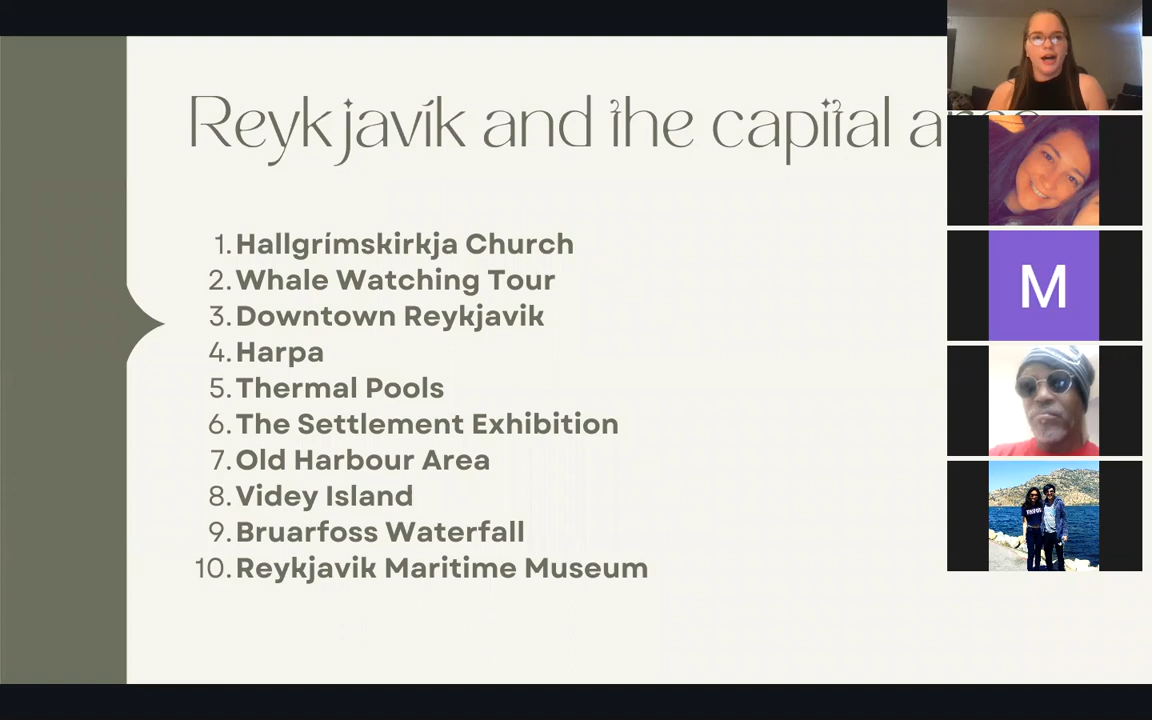 Reykjavík and the capital
1. Hallgrímskirkja Church
2. Whale Watching Tour
3. Downtown Reykjavik
4. Harpa
5. Thermal Pools
6. The Settlement Exhibition
7. Old Harbour Area
8. Videy Island
9. Bruarfoss Waterfall
10. Reykjavik Maritime Museum
M